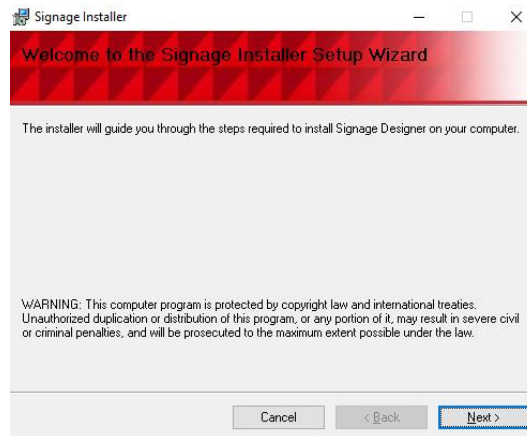 Signage Installer
Welcome to the Signage Installer Setup Wizard
The installer will guide you through the steps required to install Signage Designer on your computer.
WARNING: This computer program is protected by copyright law and international treaties.
Unauthorized duplication or distribution of this program, or any portion of it, may result in severe civil
or criminal penalties, and will be prosecuted to the maximum extent possible under the law.
Cancel
< Back
Next >